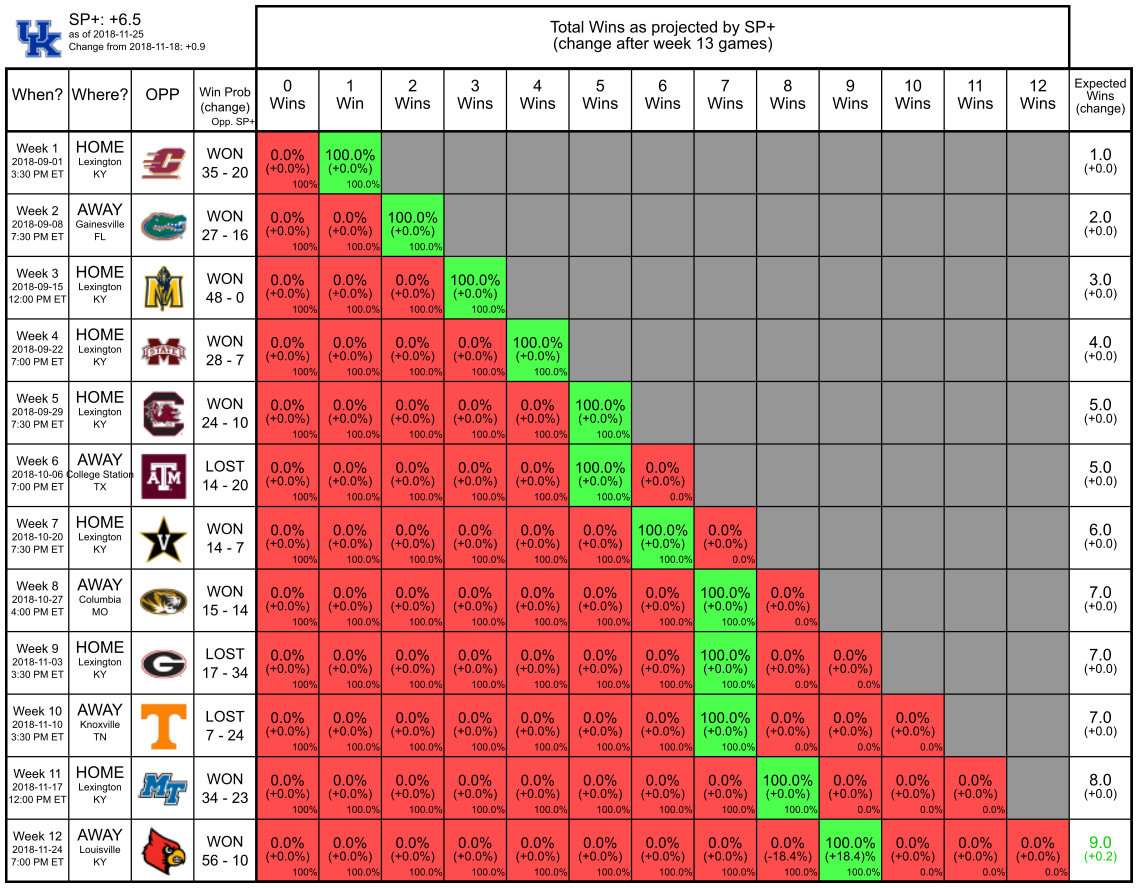 UK
SP+: +6.5
as of 2018-11-25
Change from 2018-11-18: +0.9
Total Wins as projected by SP+
(change after week 13 games)
When? Where? OPP Win Prob (change) Opp. SP+
0 Wins 1 Win 2 Wins 3 Wins 4 Wins 5 Wins 6 Wins 7 Wins 8 Wins 9 Wins 10 Wins 11 Wins 12 Wins
Expected Wins (change)
Week 1 HOME
2018-09-01 Lexington C WON 0.0% 100.0% 1.0
3:30 PM ET KY 35 - 20 (+0.0%) (+0.0%) (+0.0)
100% 100.0%
Week 2 AWAY
2018-09-08 Gainesville WON 0.0% 0.0% 100.0% 2.0
7:30 PM ET FL 27 - 16 (+0.0%) (+0.0%) (+0.0%) (+0.0)
100% 100.0% 100.0%
Week 3 HOME
2018-09-15 Lexington M WON 0.0% 0.0% 0.0% 100.0% 3.0
12:00 PM ET KY 48 - 0 (+0.0%) (+0.0%) (+0.0%) (+0.0%) (+0.0)
100% 100.0% 100.0% 100.0%
Week 4 HOME
2018-09-22 Lexington M STATE WON 0.0% 0.0% 0.0% 0.0% 100.0% 4.0
7:00 PM ET KY 28 - 7 (+0.0%) (+0.0%) (+0.0%) (+0.0%) (+0.0%) (+0.0)
100% 100.0% 100.0% 100.0% 100.0%
Week 5 HOME
2018-09-29 Lexington C WON 0.0% 0.0% 0.0% 0.0% 0.0% 100.0% 5.0
7:30 PM ET KY 24 - 10 (+0.0%) (+0.0%) (+0.0%) (+0.0%) (+0.0%) (+0.0%) (+0.0)
100% 100.0% 100.0% 100.0% 100.0% 100.0%
Week 6 AWAY
2018-10-06 College Station ATM LOST 0.0% 0.0% 0.0% 0.0% 0.0% 100.0% 0.0% 5.0
7:00 PM ET TX 14 - 20 (+0.0%) (+0.0%) (+0.0%) (+0.0%) (+0.0%) (+0.0%) (+0.0%) (+0.0)
100% 100.0% 100.0% 100.0% 100.0% 100.0% 0.0%
Week 7 HOME
2018-10-20 Lexington V WON 0.0% 0.0% 0.0% 0.0% 0.0% 0.0% 100.0% 0.0% 6.0
7:30 PM ET KY 14 - 7 (+0.0%) (+0.0%) (+0.0%) (+0.0%) (+0.0%) (+0.0%) (+0.0%) (+0.0%) (+0.0)
100% 100.0% 100.0% 100.0% 100.0% 100.0% 100.0% 0.0%
Week 8 AWAY
2018-10-27 Columbia WON 0.0% 0.0% 0.0% 0.0% 0.0% 0.0% 0.0% 100.0% 0.0% 7.0
4:00 PM ET MO 15 - 14 (+0.0%) (+0.0%) (+0.0%) (+0.0%) (+0.0%) (+0.0%) (+0.0%) (+0.0%) (+0.0%) (+0.0)
100% 100.0% 100.0% 100.0% 100.0% 100.0% 100.0% 100.0% 0.0%
Week 9 HOME
2018-11-03 Lexington G LOST 0.0% 0.0% 0.0% 0.0% 0.0% 0.0% 0.0% 100.0% 0.0% 0.0% 7.0
3:30 PM ET KY 17 - 34 (+0.0%) (+0.0%) (+0.0%) (+0.0%) (+0.0%) (+0.0%) (+0.0%) (+0.0%) (+0.0%) (+0.0%) (+0.0)
100% 100.0% 100.0% 100.0% 100.0% 100.0% 100.0% 100.0% 0.0% 0.0%
Week 10 AWAY
2018-11-10 Knoxville T LOST 0.0% 0.0% 0.0% 0.0% 0.0% 0.0% 0.0% 100.0% 0.0% 0.0% 0.0% 7.0
3:30 PM ET TN 7 - 24 (+0.0%) (+0.0%) (+0.0%) (+0.0%) (+0.0%) (+0.0%) (+0.0%) (+0.0%) (+0.0%) (+0.0%) (+0.0%) (+0.0)
100% 100.0% 100.0% 100.0% 100.0% 100.0% 100.0% 100.0% 0.0% 0.0% 0.0%
Week 11 HOME
2018-11-17 Lexington MT WON 0.0% 0.0% 0.0% 0.0% 0.0% 0.0% 0.0% 0.0% 100.0% 0.0% 0.0% 0.0% 8.0
12:00 PM ET KY 34 - 23 (+0.0%) (+0.0%) (+0.0%) (+0.0%) (+0.0%) (+0.0%) (+0.0%) (+0.0%) (+0.0%) (+0.0%) (+0.0%) (+0.0%) (+0.0)
100% 100.0% 100.0% 100.0% 100.0% 100.0% 100.0% 100.0% 100.0% 0.0% 0.0% 0.0%
Week 12 AWAY
2018-11-24 Louisville WON 0.0% 0.0% 0.0% 0.0% 0.0% 0.0% 0.0% 0.0% 0.0% 100.0% 0.0% 0.0% 0.0% 9.0
7:00 PM ET KY 56 - 10 (+0.0%) (+0.0%) (+0.0%) (+0.0%) (+0.0%) (+0.0%) (+0.0%) (+0.0%) (-18.4%) (+18.4)% (+0.0%) (+0.0%) (+0.0%) (+0.2)
100% 100.0% 100.0% 100.0% 100.0% 100.0% 100.0% 100.0% 100.0% 100.0% 0.0% 0.0% 0.0%